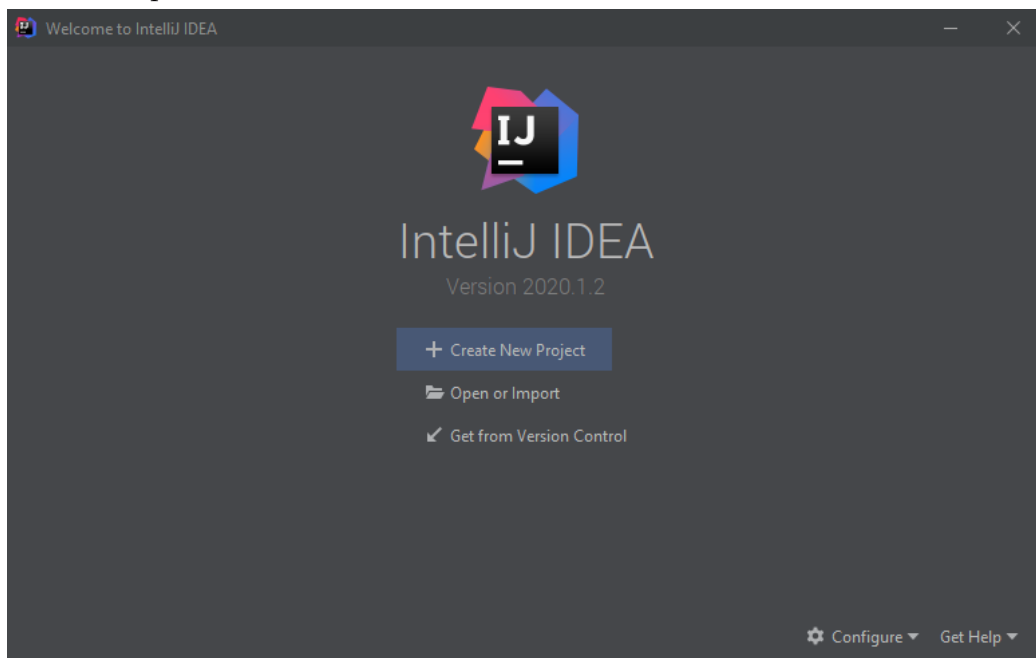 Welcome to IntelliJ IDEA
IJ
IntelliJ IDEA
Version 2020.1.2
Create New Project
Open or Import
Get from Version Control
Configure
Get Help